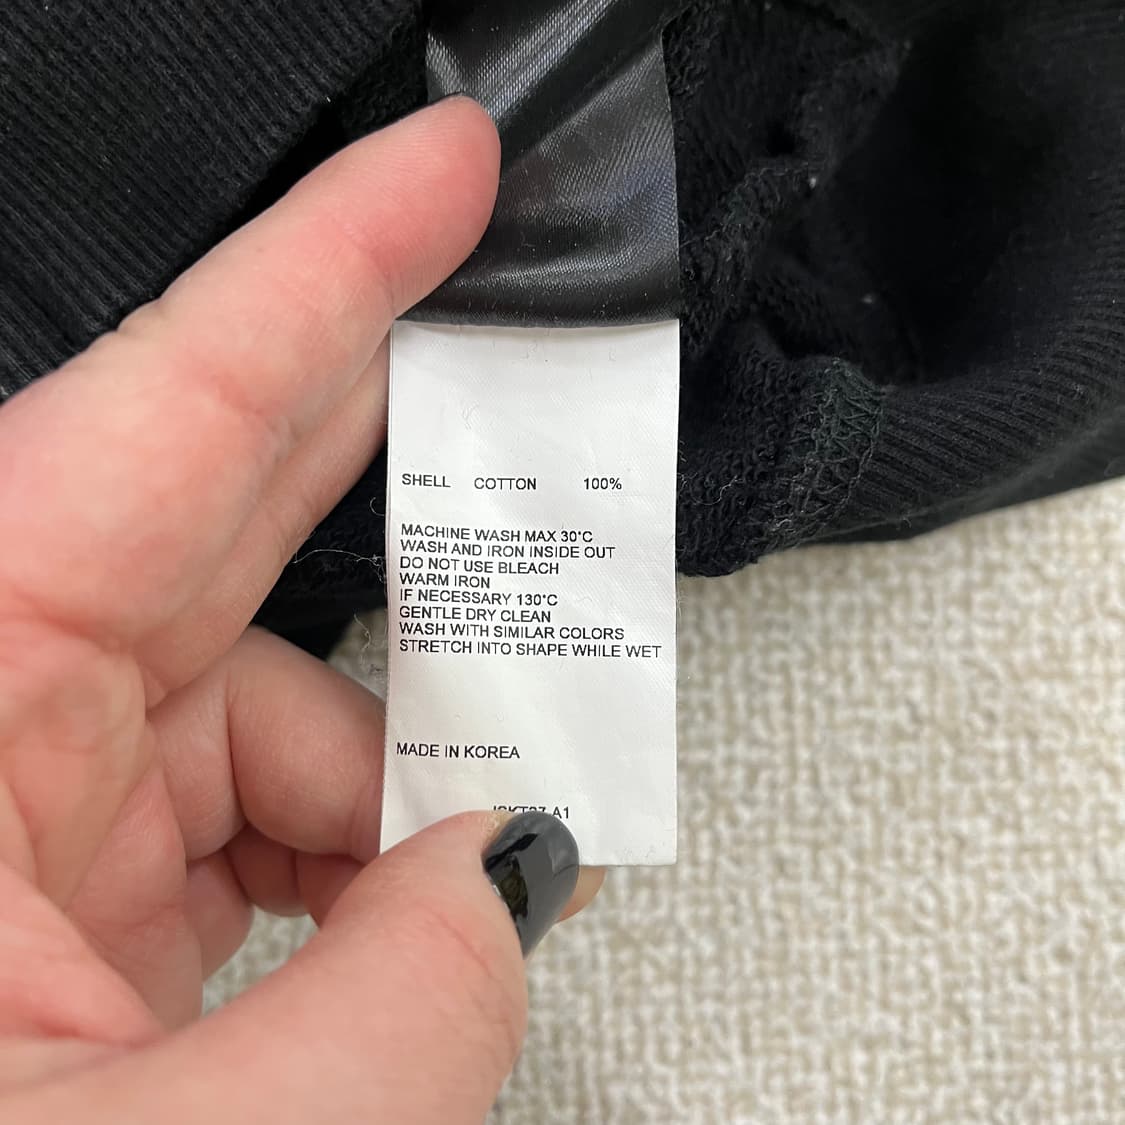 SHELL COTTON 100%
MACHINE WASH MAX 30°C
WASH AND IRON INSIDE OUT
DO NOT USE BLEACH
WARM IRON
IF NECESSARY 130°C
GENTLE DRY CLEAN
WASH WITH SIMILAR COLORS
STRETCH INTO SHAPE WHILE WET
MADE IN KOREA
A1